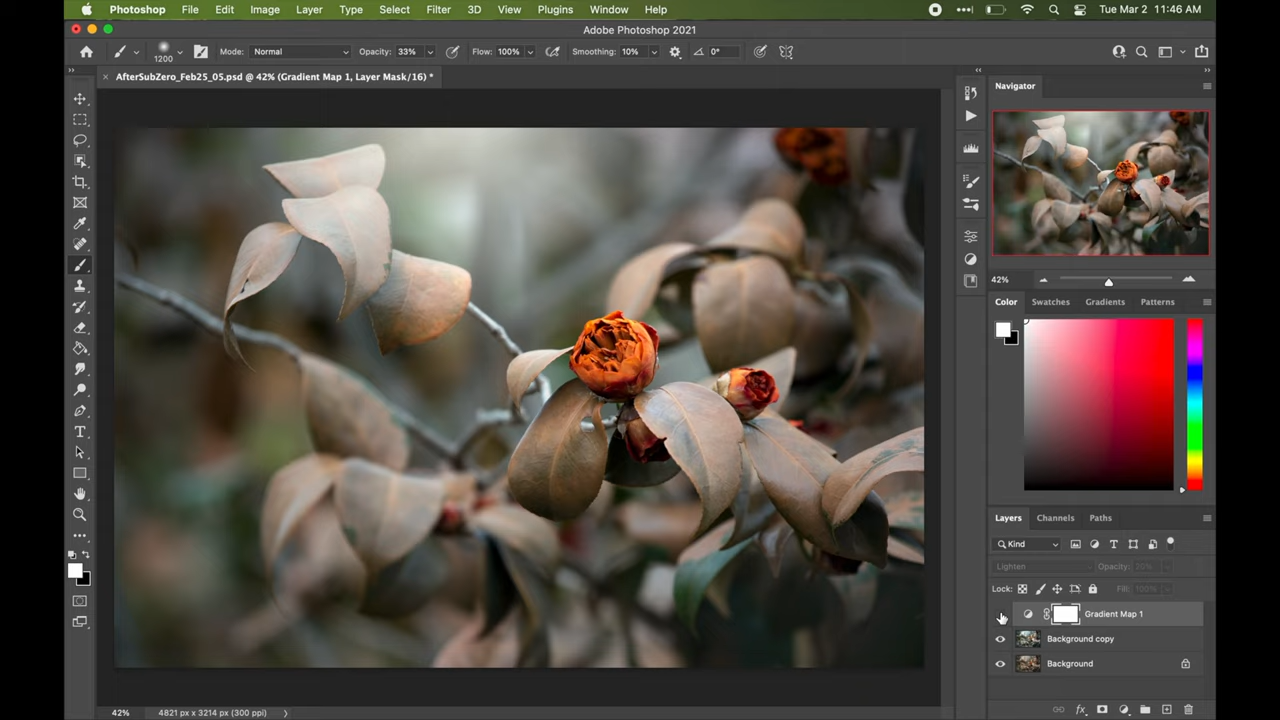 Photoshop File Edit Image Layer Type Select Filter 3D View Plugins Window Help Tue Mar 2 11:46 AM
Adobe Photoshop 2021
1200 Mode: Normal Opacity: 33% Flow: 100% Smoothing: 10% 0°
AfterSubZero_Feb25_05.psd @ 42% (Gradient Map 1, Layer Mask/16) *
Navigator
42%
Color Swatches Gradients Patterns
Layers Channels Paths
Kind
Lighten Opacity: 20%
Lock: Fill: 100%
Gradient Map 1
Background copy
Background
42% 4821 px x 3214 px (300 ppi)